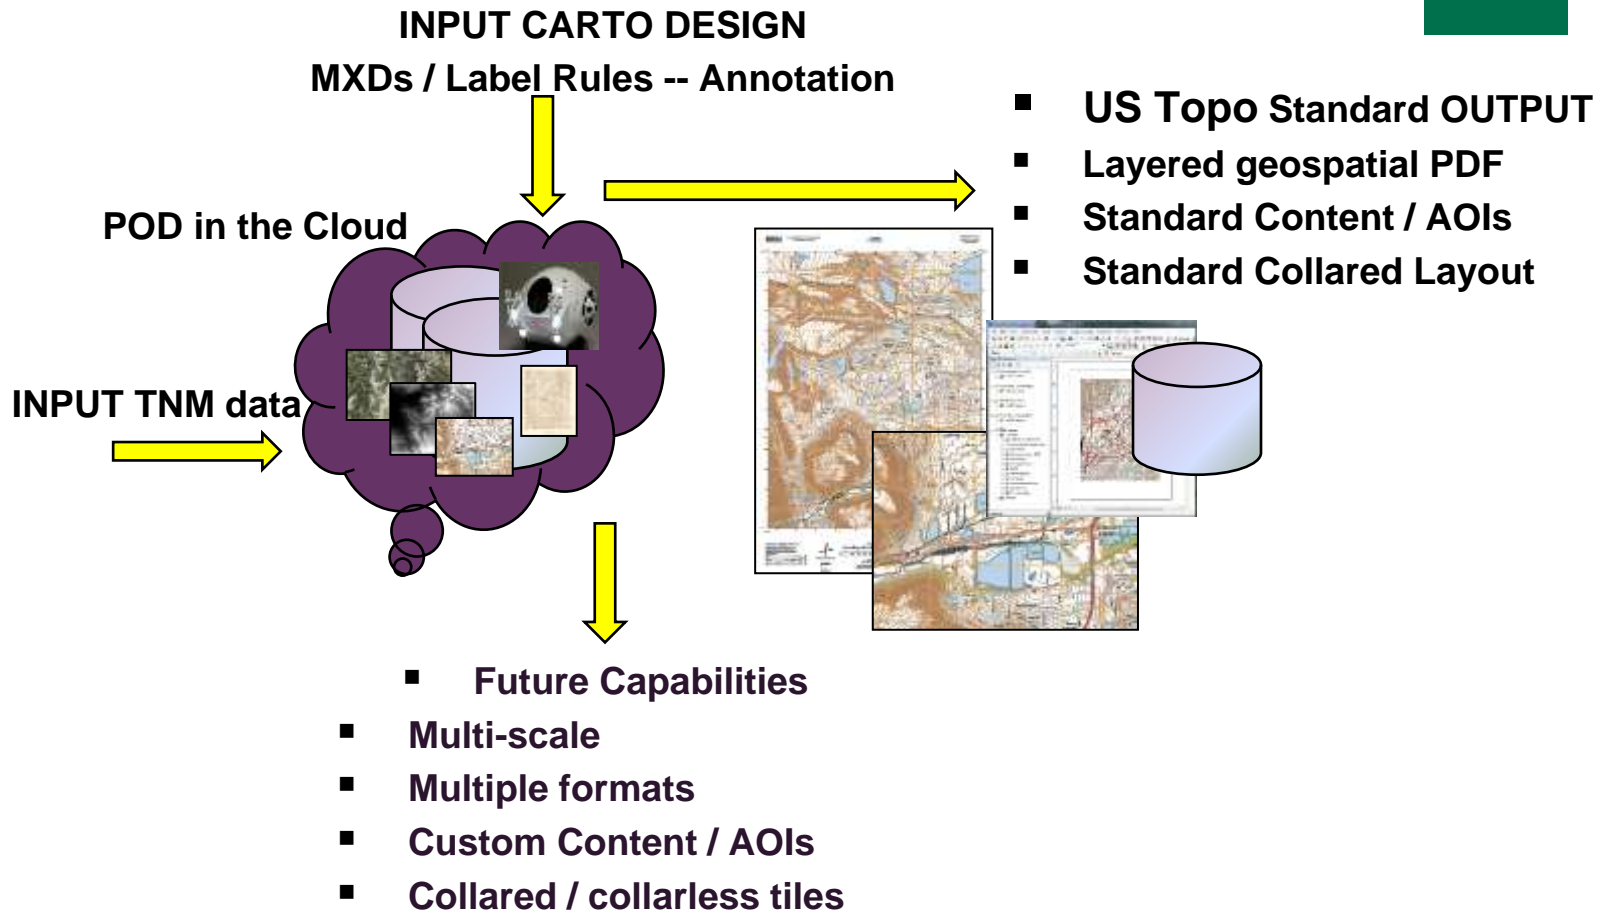 INPUT CARTO DESIGN
MXDs / Label Rules -- Annotation
▪ US Topo Standard OUTPUT
▪ Layered geospatial PDF
▪ Standard Content / AOIs
▪ Standard Collared Layout
POD in the Cloud
INPUT TNM data
▪ Future Capabilities
▪ Multi-scale
▪ Multiple formats
▪ Custom Content / AOIs
▪ Collared / collarless tiles